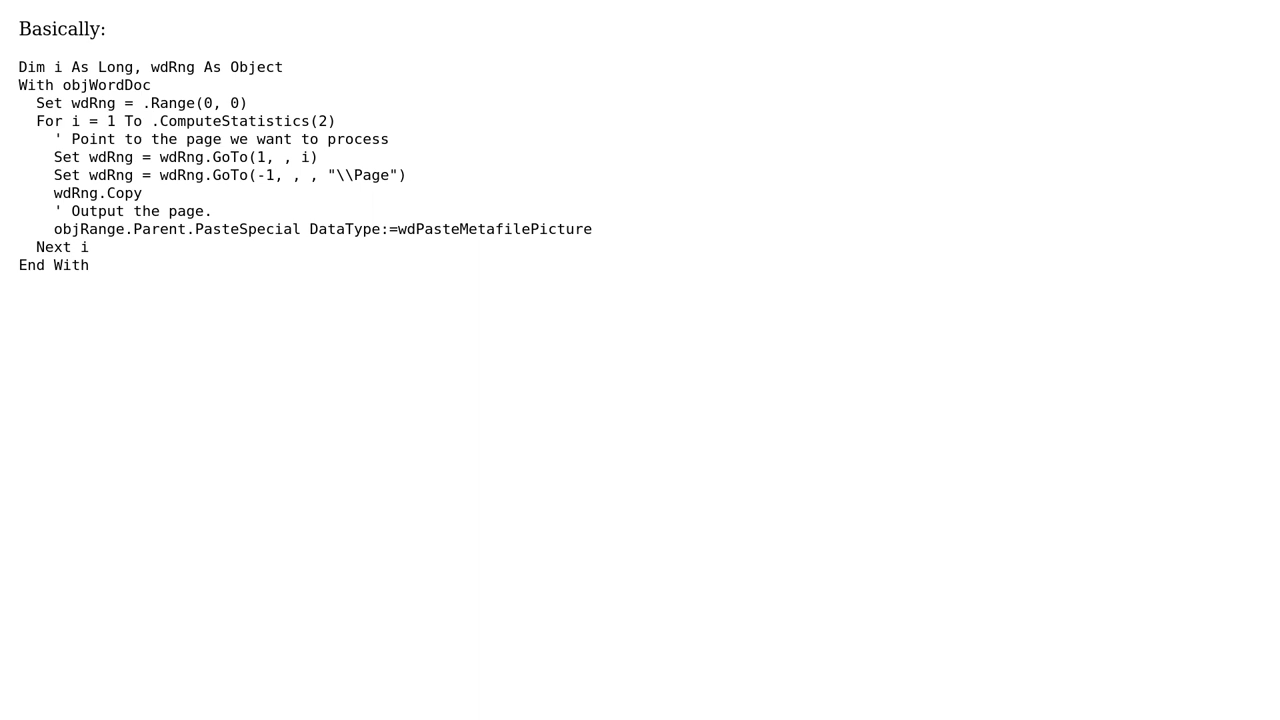 Basically:
Dim i As Long, wdRng As Object
With objWordDoc
  Set wdRng = .Range(0, 0)
  For i = 1 To .ComputeStatistics(2)
    ' Point to the page we want to process
    Set wdRng = wdRng.GoTo(1, , i)
    Set wdRng = wdRng.GoTo(-1, , , "\\Page")
    wdRng.Copy
    ' Output the page.
    objRange.Parent.PasteSpecial DataType:=wdPasteMetafilePicture
  Next i
End With